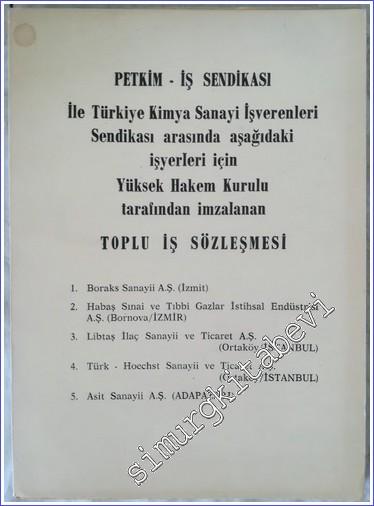 PETKİM - İŞ SENDİKASI
İle Türkiye Kimya Sanayi İşverenleri
Sendikası arasında aşağıdaki
işyerleri için
Yüksek Hakem Kurulu
tarafından imzalanan
TOPLU İŞ SÖZLEŞMESİ
1. Boraks Sanayii A.Ş. (İzmit)
2. Habaş Sınai ve Tıbbi Gazlar İstihsal Endüstrisi
A.Ş. (Bornova/İZMİR)
3. Libtaş İlaç Sanayii ve Ticaret A.Ş.
(Ortaköy/İSTANBUL)
4. Türk - Hoechst Sanayii ve Ticaret A.Ş.
(Ortaköy/İSTANBUL)
5. Asit Sanayii A.Ş.
simurgkitabevi